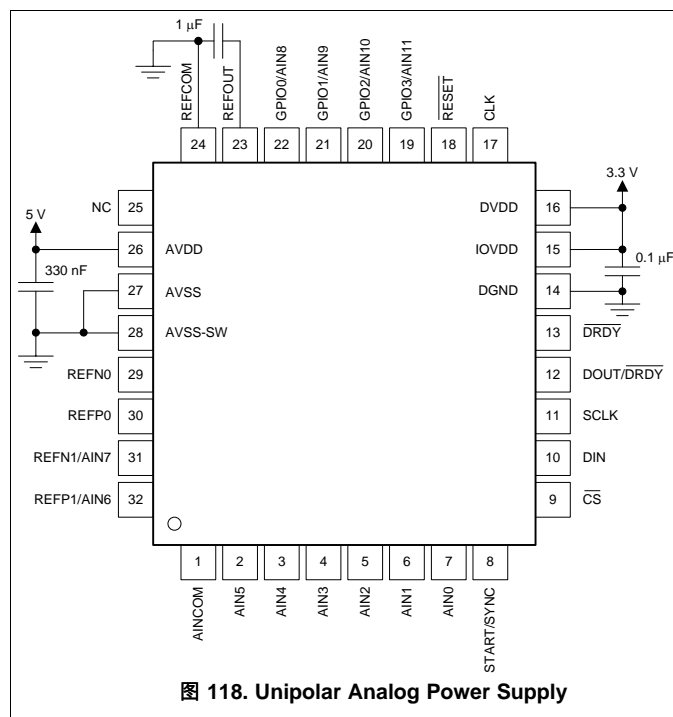 1 μF
REFCOM
REFOUT
GPIO0/AIN8
GPIO1/AIN9
GPIO2/AIN10
GPIO3/AIN11
RESET
CLK
24
23
22
21
20
19
18
17
NC
25
5 V
26
AVDD
330 nF
27
AVSS
28
AVSS-SW
REFN0
29
REFP0
30
REFN1/AIN7
31
REFP1/AIN6
32
3.3 V
DVDD
16
IOVDD
15
0.1 μF
DGND
14
13
DRDY
12
DOUT/DRDY
11
SCLK
10
DIN
9
CS
1
2
3
4
5
6
7
8
AINCOM
AIN5
AIN4
AIN3
AIN2
AIN1
AIN0
START/SYNC
图 118. Unipolar Analog Power Supply